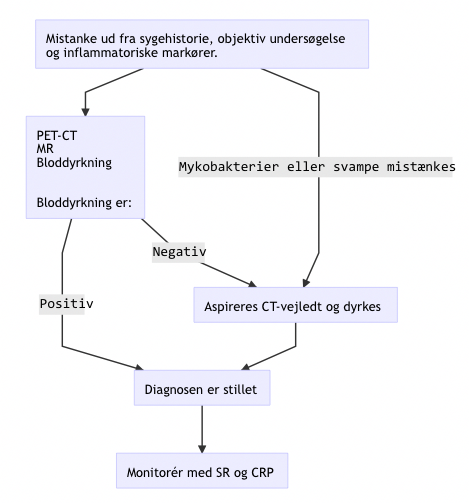 Mistanke ud fra sygehistorie, objektiv undersøgelse
og inflammatoriske markører.
PET-CT
MR
Bloddyrkning
Bloddyrkning er:
Mykobakterier eller svampe mistænkes
Negativ
Positiv
Aspireres CT-vejledt og dyrkes
Diagnosen er stillet
Monitorér med SR og CRP